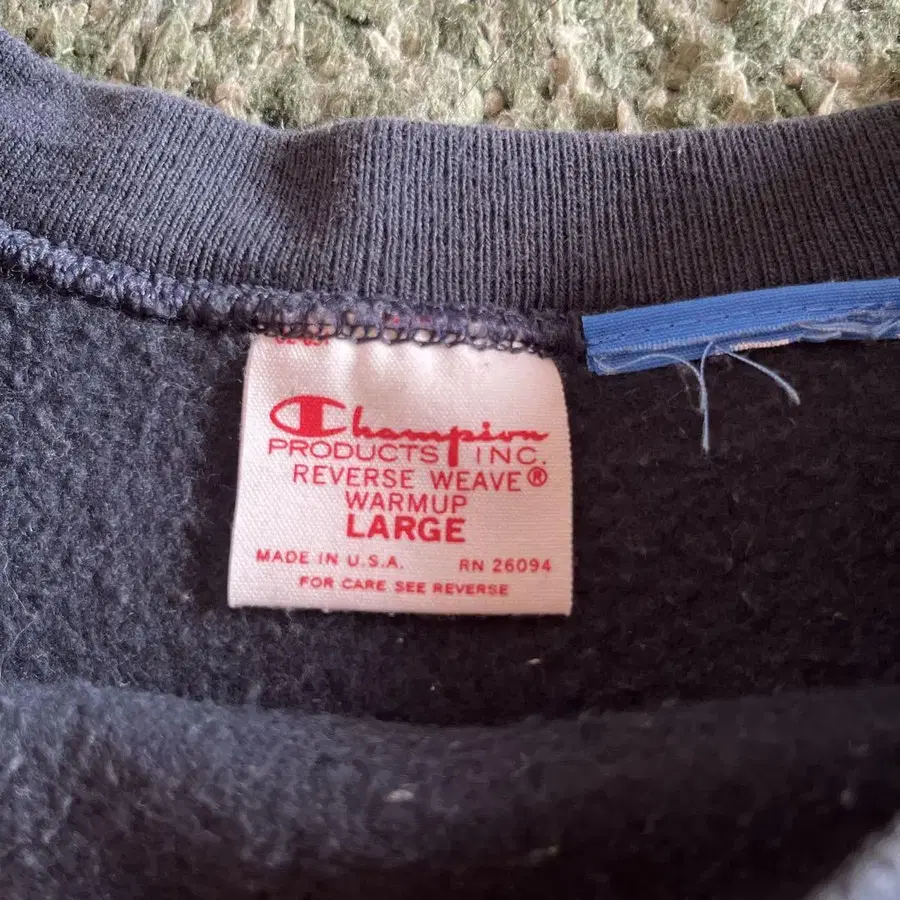 Champion
PRODUCTS INC.
REVERSE WEAVE®
WARMUP
LARGE
MADE IN U.S.A. RN 26094
FOR CARE SEE REVERSE